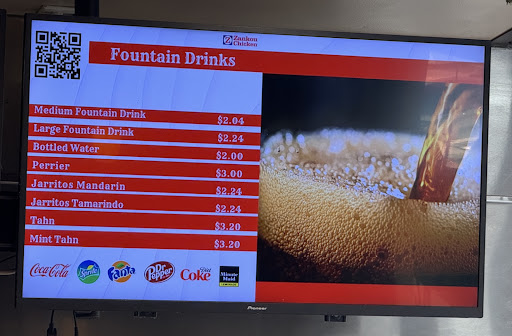 Zankou
Chicken
Fountain Drinks
Medium Fountain Drink $2.04
Large Fountain Drink $2.24
Bottled Water $2.00
Perrier $3.00
Jarritos Mandarin $2.24
Jarritos Tamarindo $2.24
Tahn $3.20
Mint Tahn $3.20
Coca-Cola Sprite Fanta Dr Pepper Diet Coke Minute Maid
Pioneer